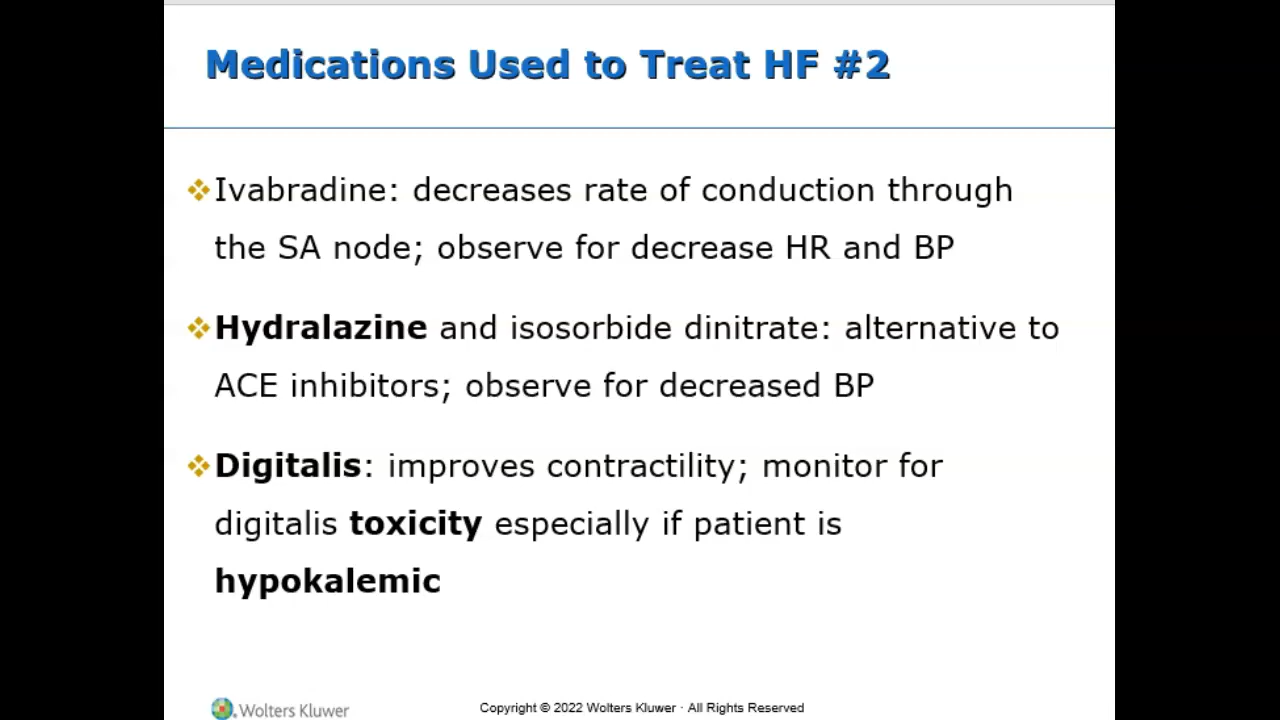 Medications Used to Treat HF #2
Ivabradine: decreases rate of conduction through
the SA node; observe for decrease HR and BP
Hydralazine and isosorbide dinitrate: alternative to
ACE inhibitors; observe for decreased BP
Digitalis: improves contractility; monitor for
digitalis toxicity especially if patient is
hypokalemic
Wolters Kluwer
Copyright © 2022 Wolters Kluwer · All Rights Reserved